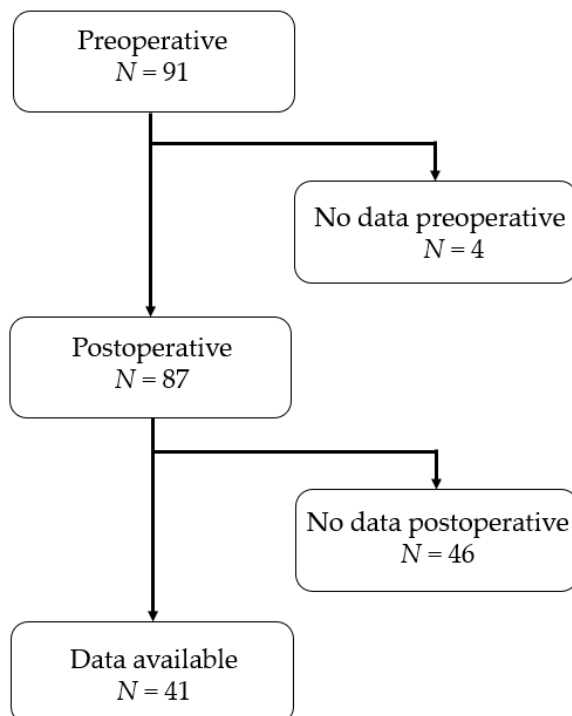 Preoperative
N = 91
No data preoperative
N = 4
Postoperative
N = 87
No data postoperative
N = 46
Data available
N = 41